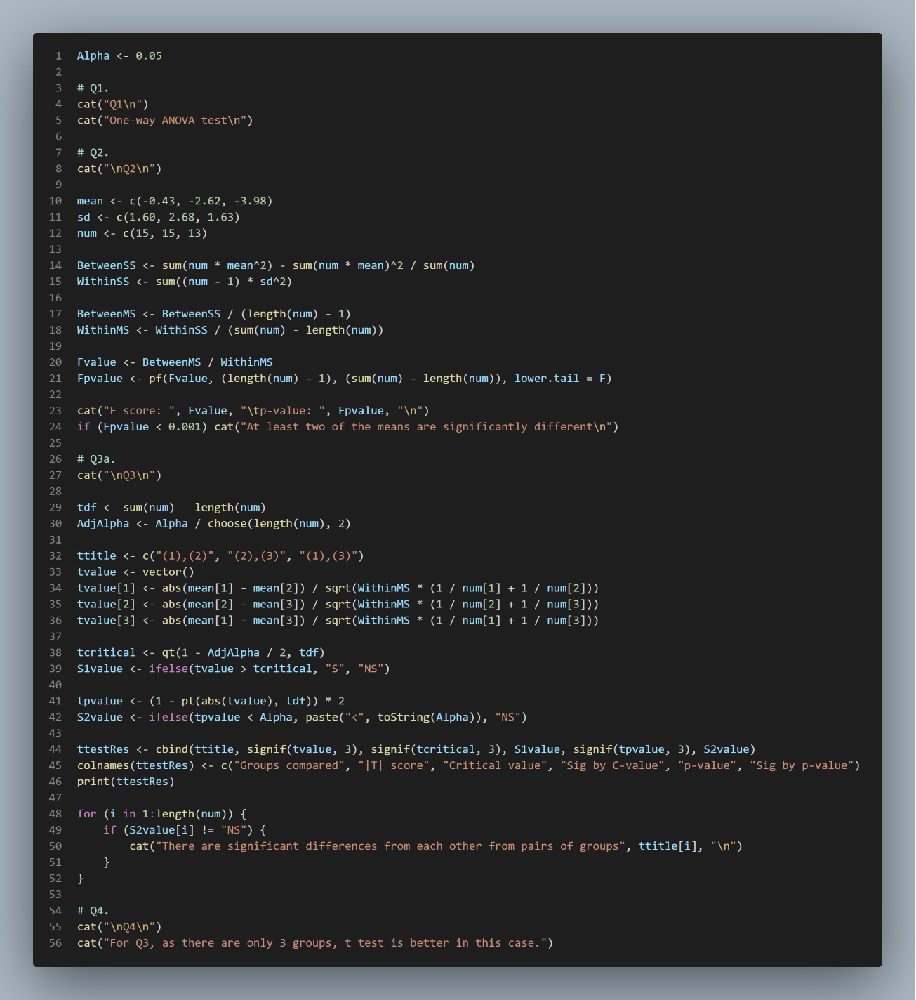 1 Alpha <- 0.05
2
3 # Q1.
4 cat("Q1\n")
5 cat("One-way ANOVA test\n")
6
7 # Q2.
8 cat("\nQ2\n")
9
10 mean <- c(-0.43, -2.62, -3.98)
11 sd <- c(1.60, 2.68, 1.63)
12 num <- c(15, 15, 13)
13
14 BetweenSS <- sum(num * mean^2) - sum(num * mean)^2 / sum(num)
15 WithinSS <- sum((num - 1) * sd^2)
16
17 BetweenMS <- BetweenSS / (length(num) - 1)
18 WithinMS <- WithinSS / (sum(num) - length(num))
19
20 Fvalue <- BetweenMS / WithinMS
21 Fpvalue <- pf(Fvalue, (length(num) - 1), (sum(num) - length(num)), lower.tail = F)
22
23 cat("F score: ", Fvalue, "\tp-value: ", Fpvalue, "\n")
24 if (Fpvalue < 0.001) cat("At least two of the means are significantly different\n")
25
26 # Q3a.
27 cat("\nQ3\n")
28
29 tdf <- sum(num) - length(num)
30 AdjAlpha <- Alpha / choose(length(num), 2)
31
32 ttitle <- c("(1),(2)", "(2),(3)", "(1),(3)")
33 tvalue <- vector()
34 tvalue[1] <- abs(mean[1] - mean[2]) / sqrt(WithinMS * (1 / num[1] + 1 / num[2]))
35 tvalue[2] <- abs(mean[2] - mean[3]) / sqrt(WithinMS * (1 / num[2] + 1 / num[3]))
36 tvalue[3] <- abs(mean[1] - mean[3]) / sqrt(WithinMS * (1 / num[1] + 1 / num[3]))
37
38 tcritical <- qt(1 - AdjAlpha / 2, tdf)
39 S1value <- ifelse(tvalue > tcritical, "S", "NS")
40
41 tpvalue <- (1 - pt(abs(tvalue), tdf)) * 2
42 S2value <- ifelse(tpvalue < Alpha, paste("<", toString(Alpha)), "NS")
43
44 ttestRes <- cbind(ttitle, signif(tvalue, 3), signif(tcritical, 3), S1value, signif(tpvalue, 3), S2value)
45 colnames(ttestRes) <- c("Groups compared", "|T| score", "Critical value", "Sig by C-value", "p-value", "Sig by p-value")
46 print(ttestRes)
47
48 for (i in 1:length(num)) {
49     if (S2value[i] != "NS") {
50         cat("There are significant differences from each other from pairs of groups", ttitle[i], "\n")
51     }
52 }
53
54 # Q4.
55 cat("\nQ4\n")
56 cat("For Q3, as there are only 3 groups, t test is better in this case.")